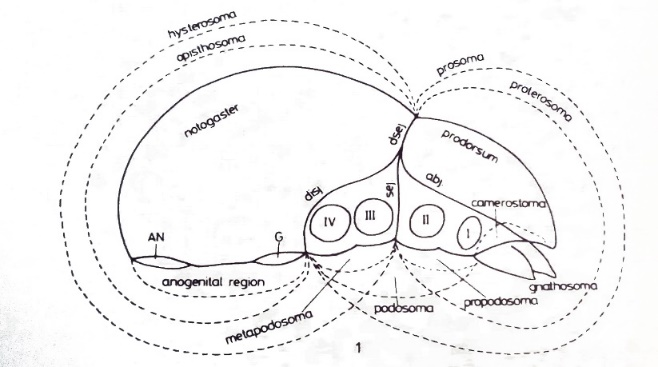 hysterosoma
opisthosoma
prosoma
proterosoma
notogaster
dsej
prodorsum
disj
sej
abj
camerostoma
IV
III
II
I
AN
G
anogenital region
gnathosoma
metapodosoma
podosoma
propodosoma
1